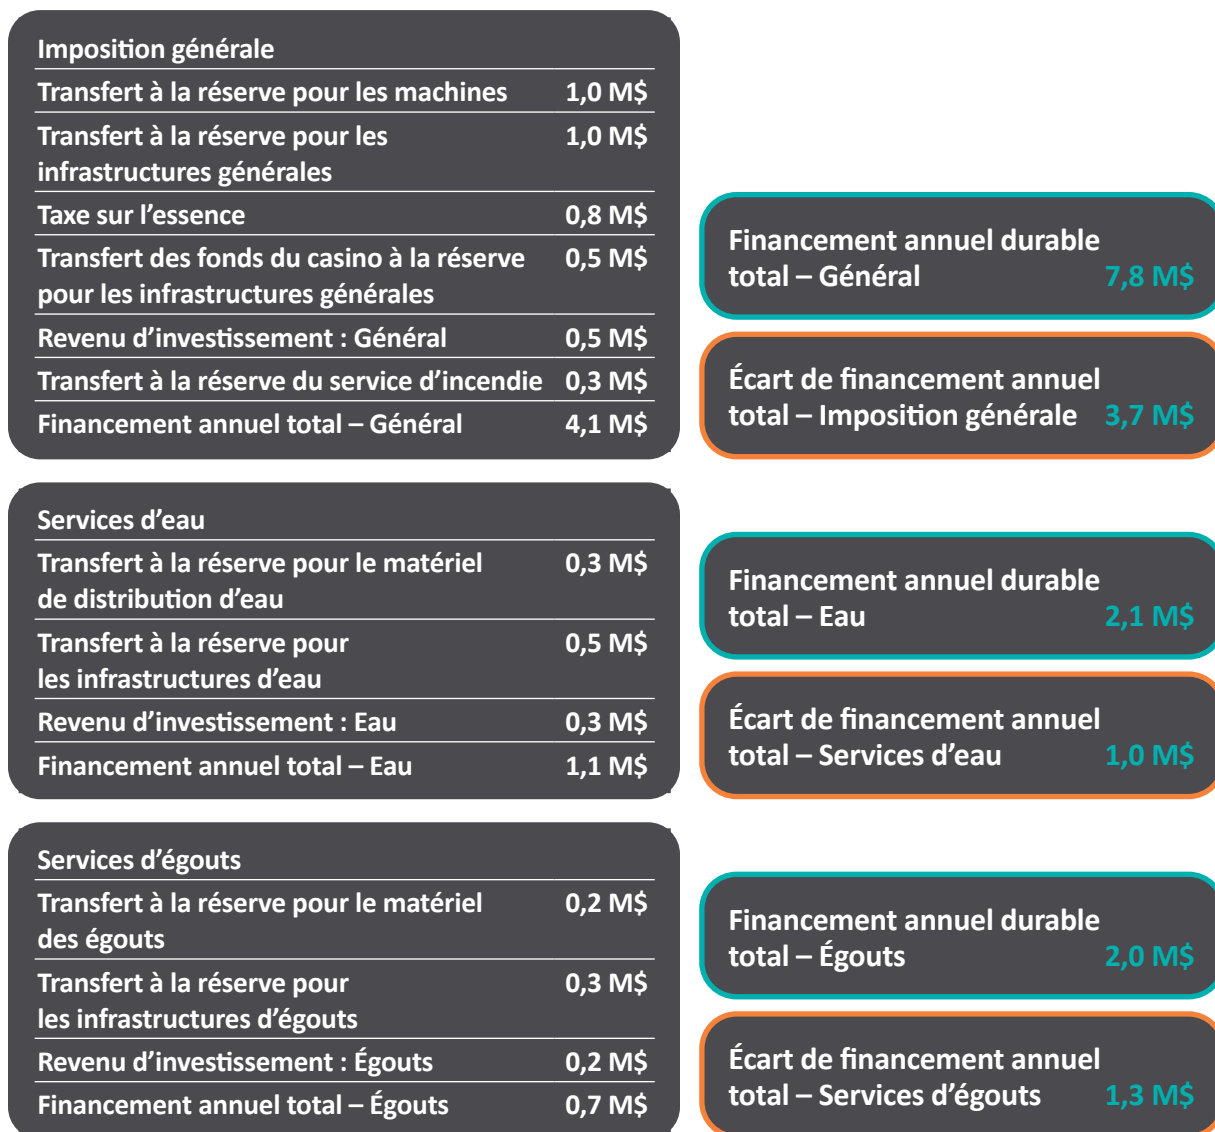 Imposition générale
Transfert à la réserve pour les machines 1,0 M$
Transfert à la réserve pour les 1,0 M$
infrastructures générales
Taxe sur l’essence 0,8 M$
Transfert des fonds du casino à la réserve 0,5 M$
pour les infrastructures générales
Revenu d’investissement : Général 0,5 M$
Transfert à la réserve du service d’incendie 0,3 M$
Financement annuel total – Général 4,1 M$
Financement annuel durable
total – Général 7,8 M$
Écart de financement annuel
total – Imposition générale 3,7 M$
Services d’eau
Transfert à la réserve pour le matériel 0,3 M$
de distribution d’eau
Transfert à la réserve pour 0,5 M$
les infrastructures d’eau
Revenu d’investissement : Eau 0,3 M$
Financement annuel total – Eau 1,1 M$
Financement annuel durable
total – Eau 2,1 M$
Écart de financement annuel
total – Services d’eau 1,0 M$
Services d’égouts
Transfert à la réserve pour le matériel 0,2 M$
des égouts
Transfert à la réserve pour 0,3 M$
les infrastructures d’égouts
Revenu d’investissement : Égouts 0,2 M$
Financement annuel total – Égouts 0,7 M$
Financement annuel durable
total – Égouts 2,0 M$
Écart de financement annuel
total – Services d’égouts 1,3 M$